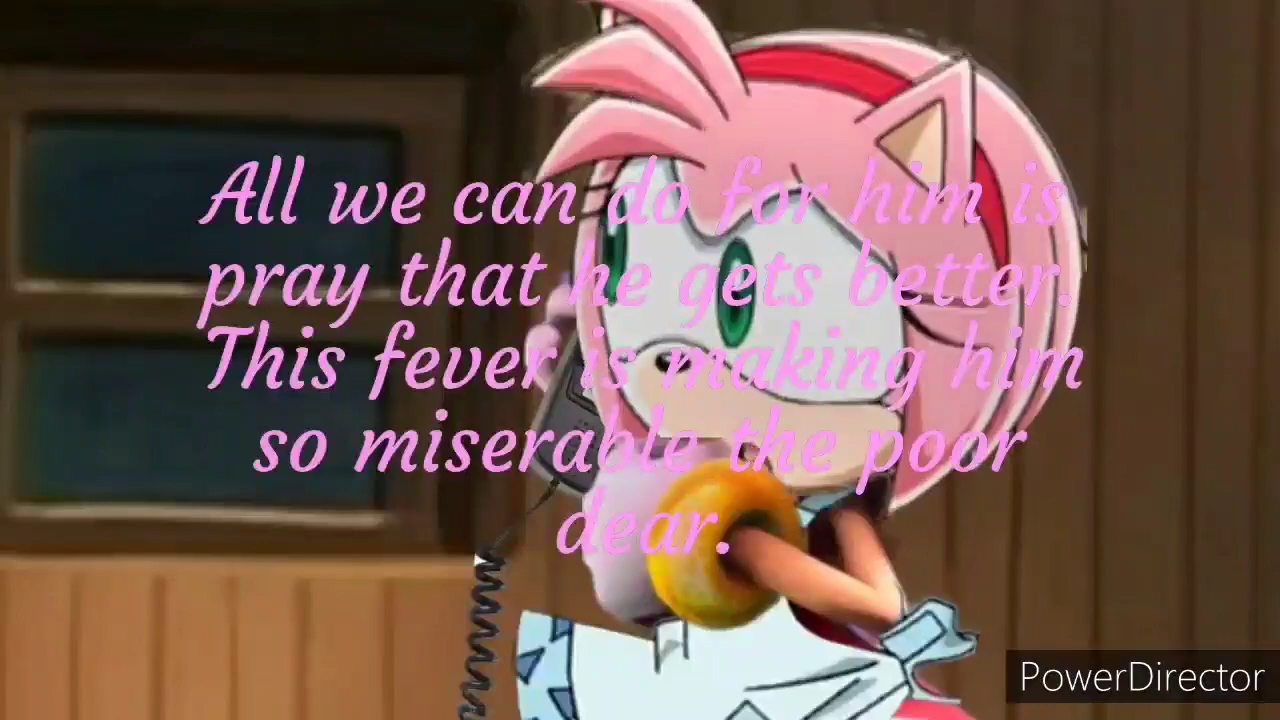 All we can do for him is
pray that he gets better.
This fever is making him
so miserable the poor
dear.
PowerDirector